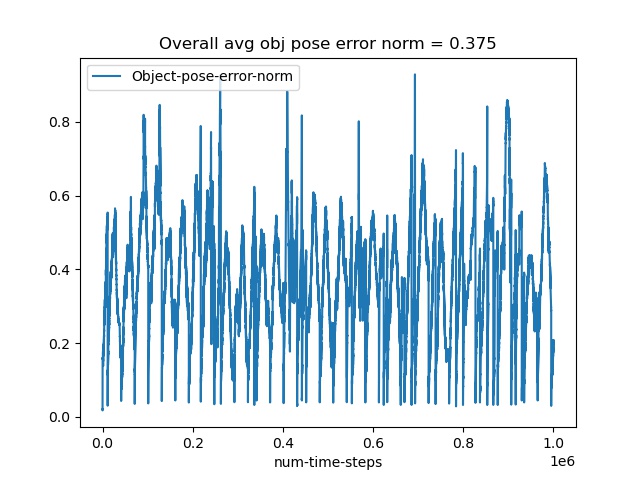 Overall avg obj pose error norm = 0.375
Object-pose-error-norm
0.8
0.6
0.4
0.2
0.0
0.0 0.2 0.4 0.6 0.8 1.0
1e6
num-time-steps